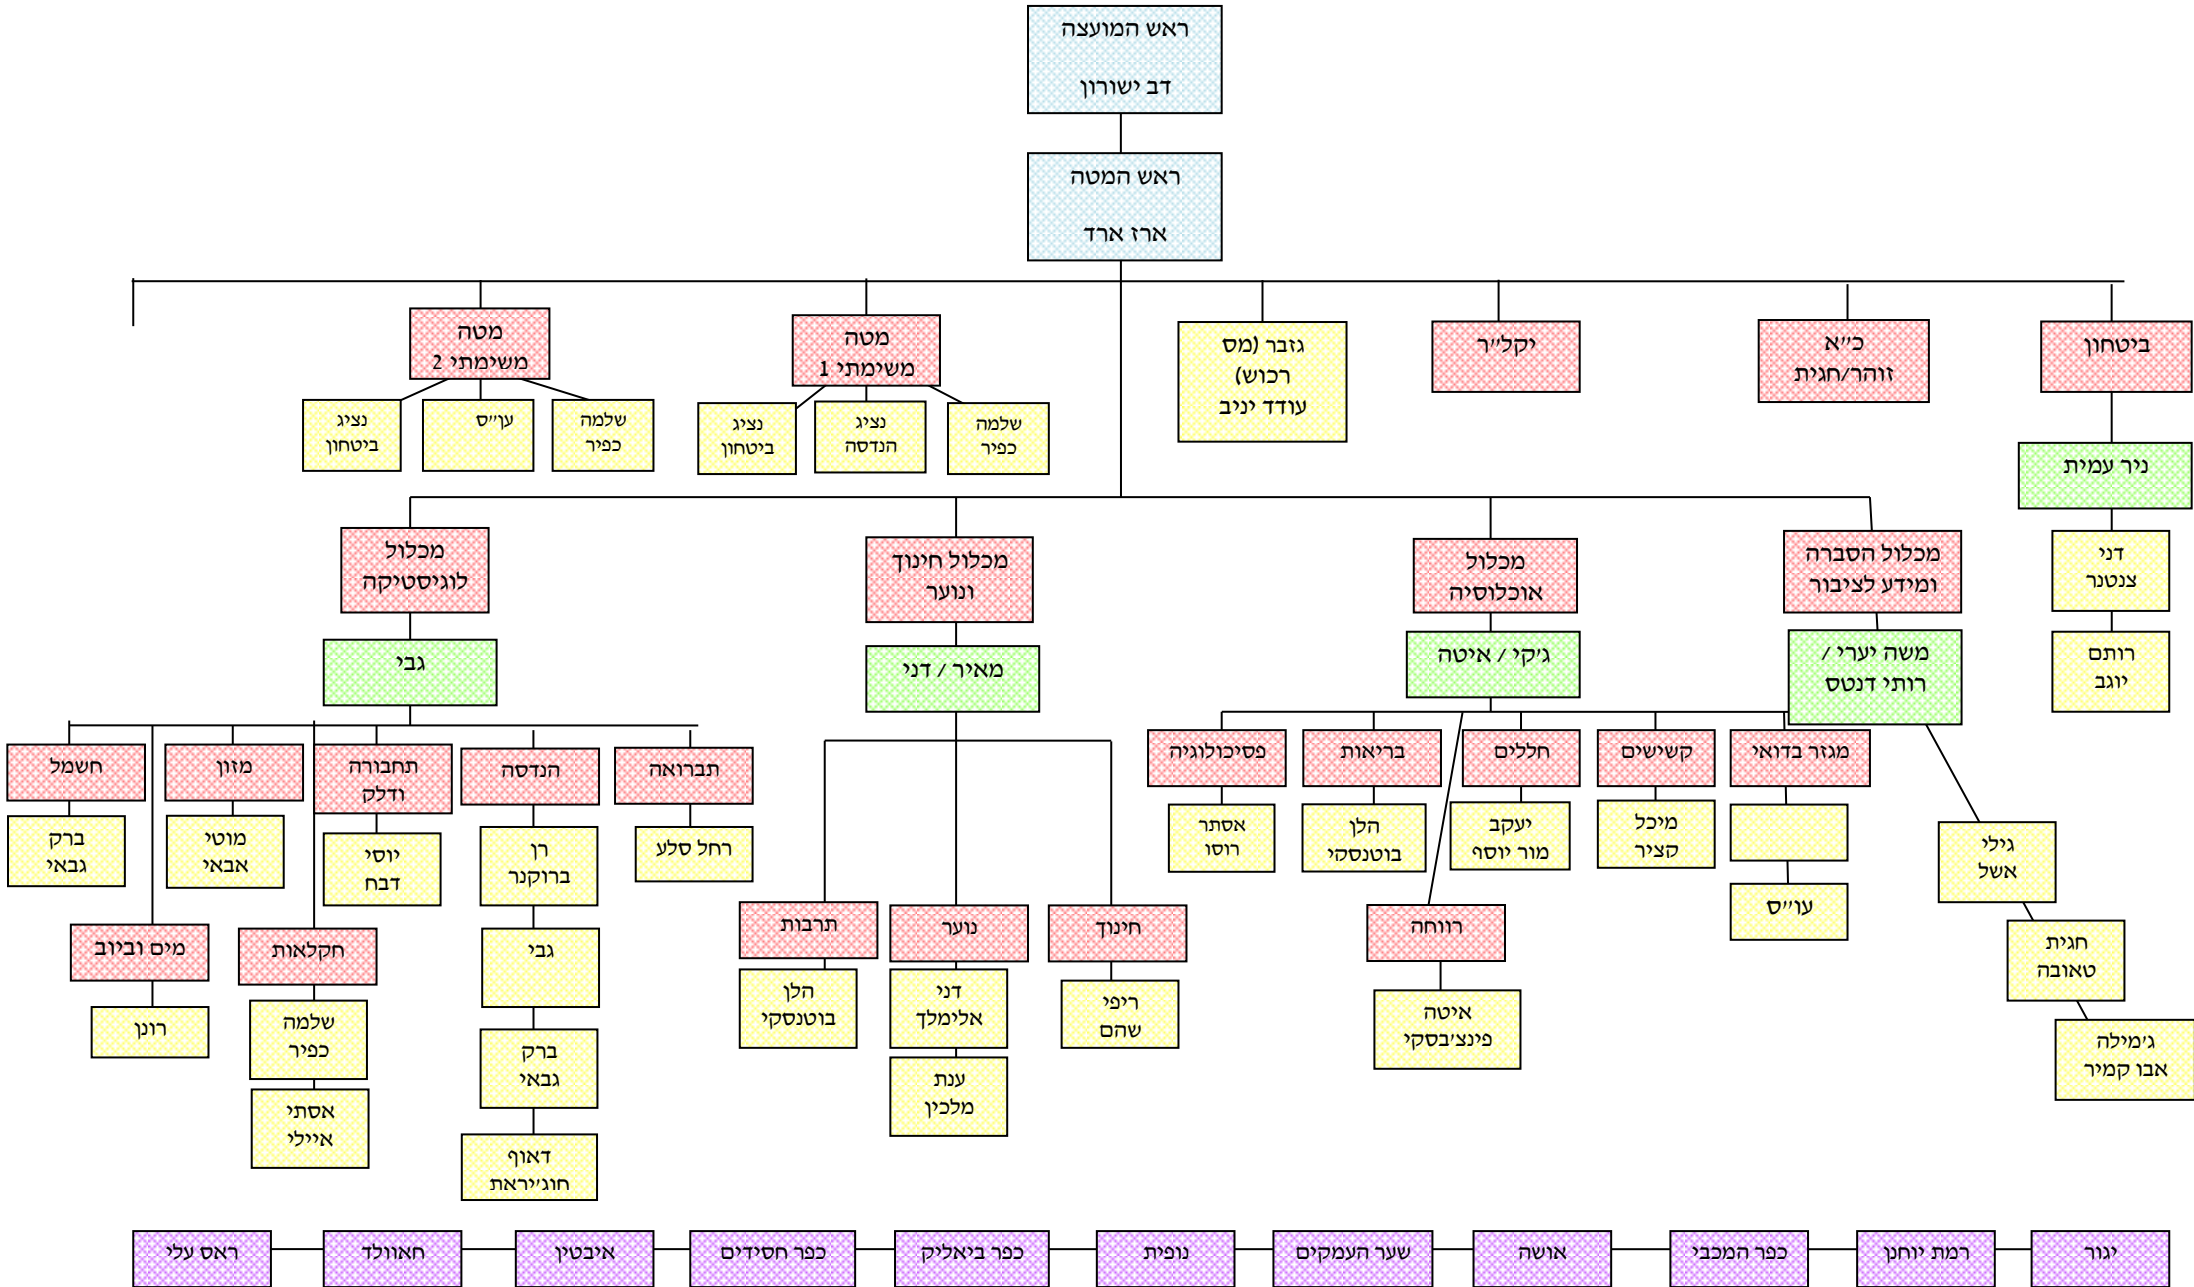 ראש המועצה
דב ישורון
ראש המטה
ארז ארד
ביטחון
כ"א
זוהר/חגית
יקל"ר
גזבר (מס
רכוש)
עודד יניב
מטה
משימתי 1
מטה
משימתי 2
שלמה
כפיר
נציג
הנדסה
נציג
ביטחון
שלמה
כפיר
ען"ס
נציג
ביטחון
ניר עמית
דני
צנטנר
רותם
יוגב
מכלול הסברה
ומידע לציבור
מכלול
אוכלוסיה
מכלול חינוך
ונוער
מכלול
לוגיסטיקה
משה יערי /
רותי דנטס
ג'קי / איטה
מאיר / דני
גבי
מגזר בדואי
קשישים
חללים
בריאות
פסיכולוגיה
תברואה
הנדסה
תחבורה
ודלק
מזון
חשמל
עו"ס
מיכל
קציר
יעקב
מור יוסף
הלן
בוטנסקי
אסתר
רוסו
רחל סלע
רן
ברוקנר
יוסי
דבח
מוטי
אבאי
ברק
גבאי
גילי
אשל
חגית
טאובה
ג'מילה
אבו קמיר
רווחה
איטה
פינצ'בסקי
חינוך
נוער
תרבות
ריפי
שהם
דני
אלימלך
ענת
מלכין
הלן
בוטנסקי
גבי
ברק
גבאי
דאוף
חוג'יראת
חקלאות
שלמה
כפיר
אסתי
איילי
מים וביוב
רונן
יגור
רמת יוחנן
כפר המכבי
אושה
שער העמקים
נופית
כפר ביאליק
כפר חסידים
איבטין
חאוולד
ראס עלי